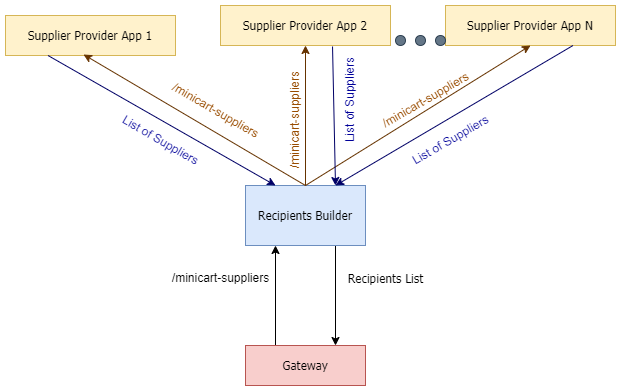 Supplier Provider App 1
Supplier Provider App 2
Supplier Provider App N
/minicart-suppliers
List of Suppliers
/minicart-suppliers
List of Suppliers
/minicart-suppliers
List of Suppliers
Recipients Builder
/minicart-suppliers
Recipients List
Gateway